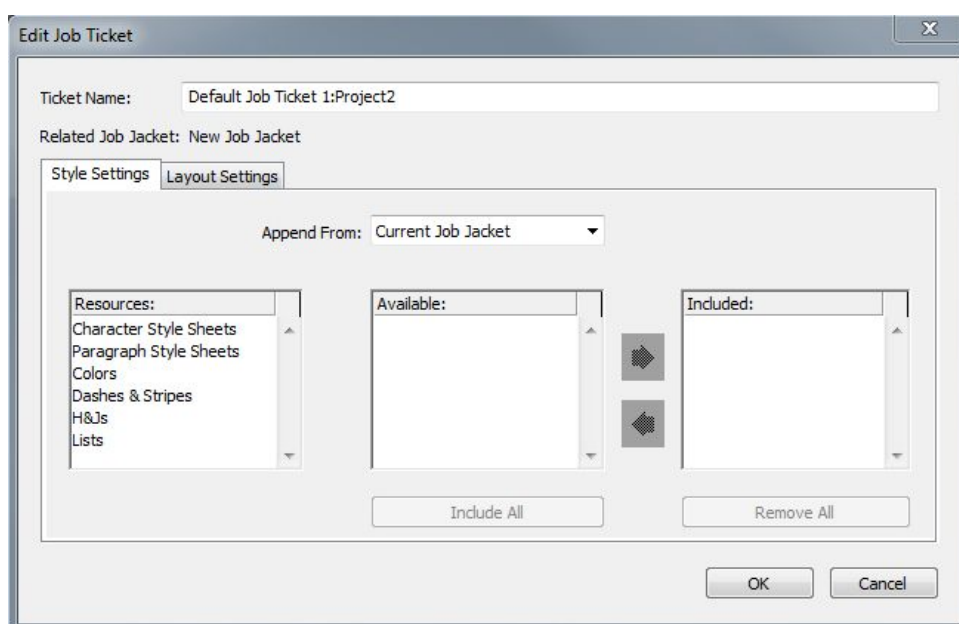 Edit Job Ticket
Ticket Name: Default Job Ticket 1:Project2
Related Job Jacket: New Job Jacket
Style Settings Layout Settings
Append From: Current Job Jacket
Resources: Available: Included:
Character Style Sheets
Paragraph Style Sheets
Colors
Dashes & Stripes
H&Js
Lists
Include All Remove All
OK Cancel